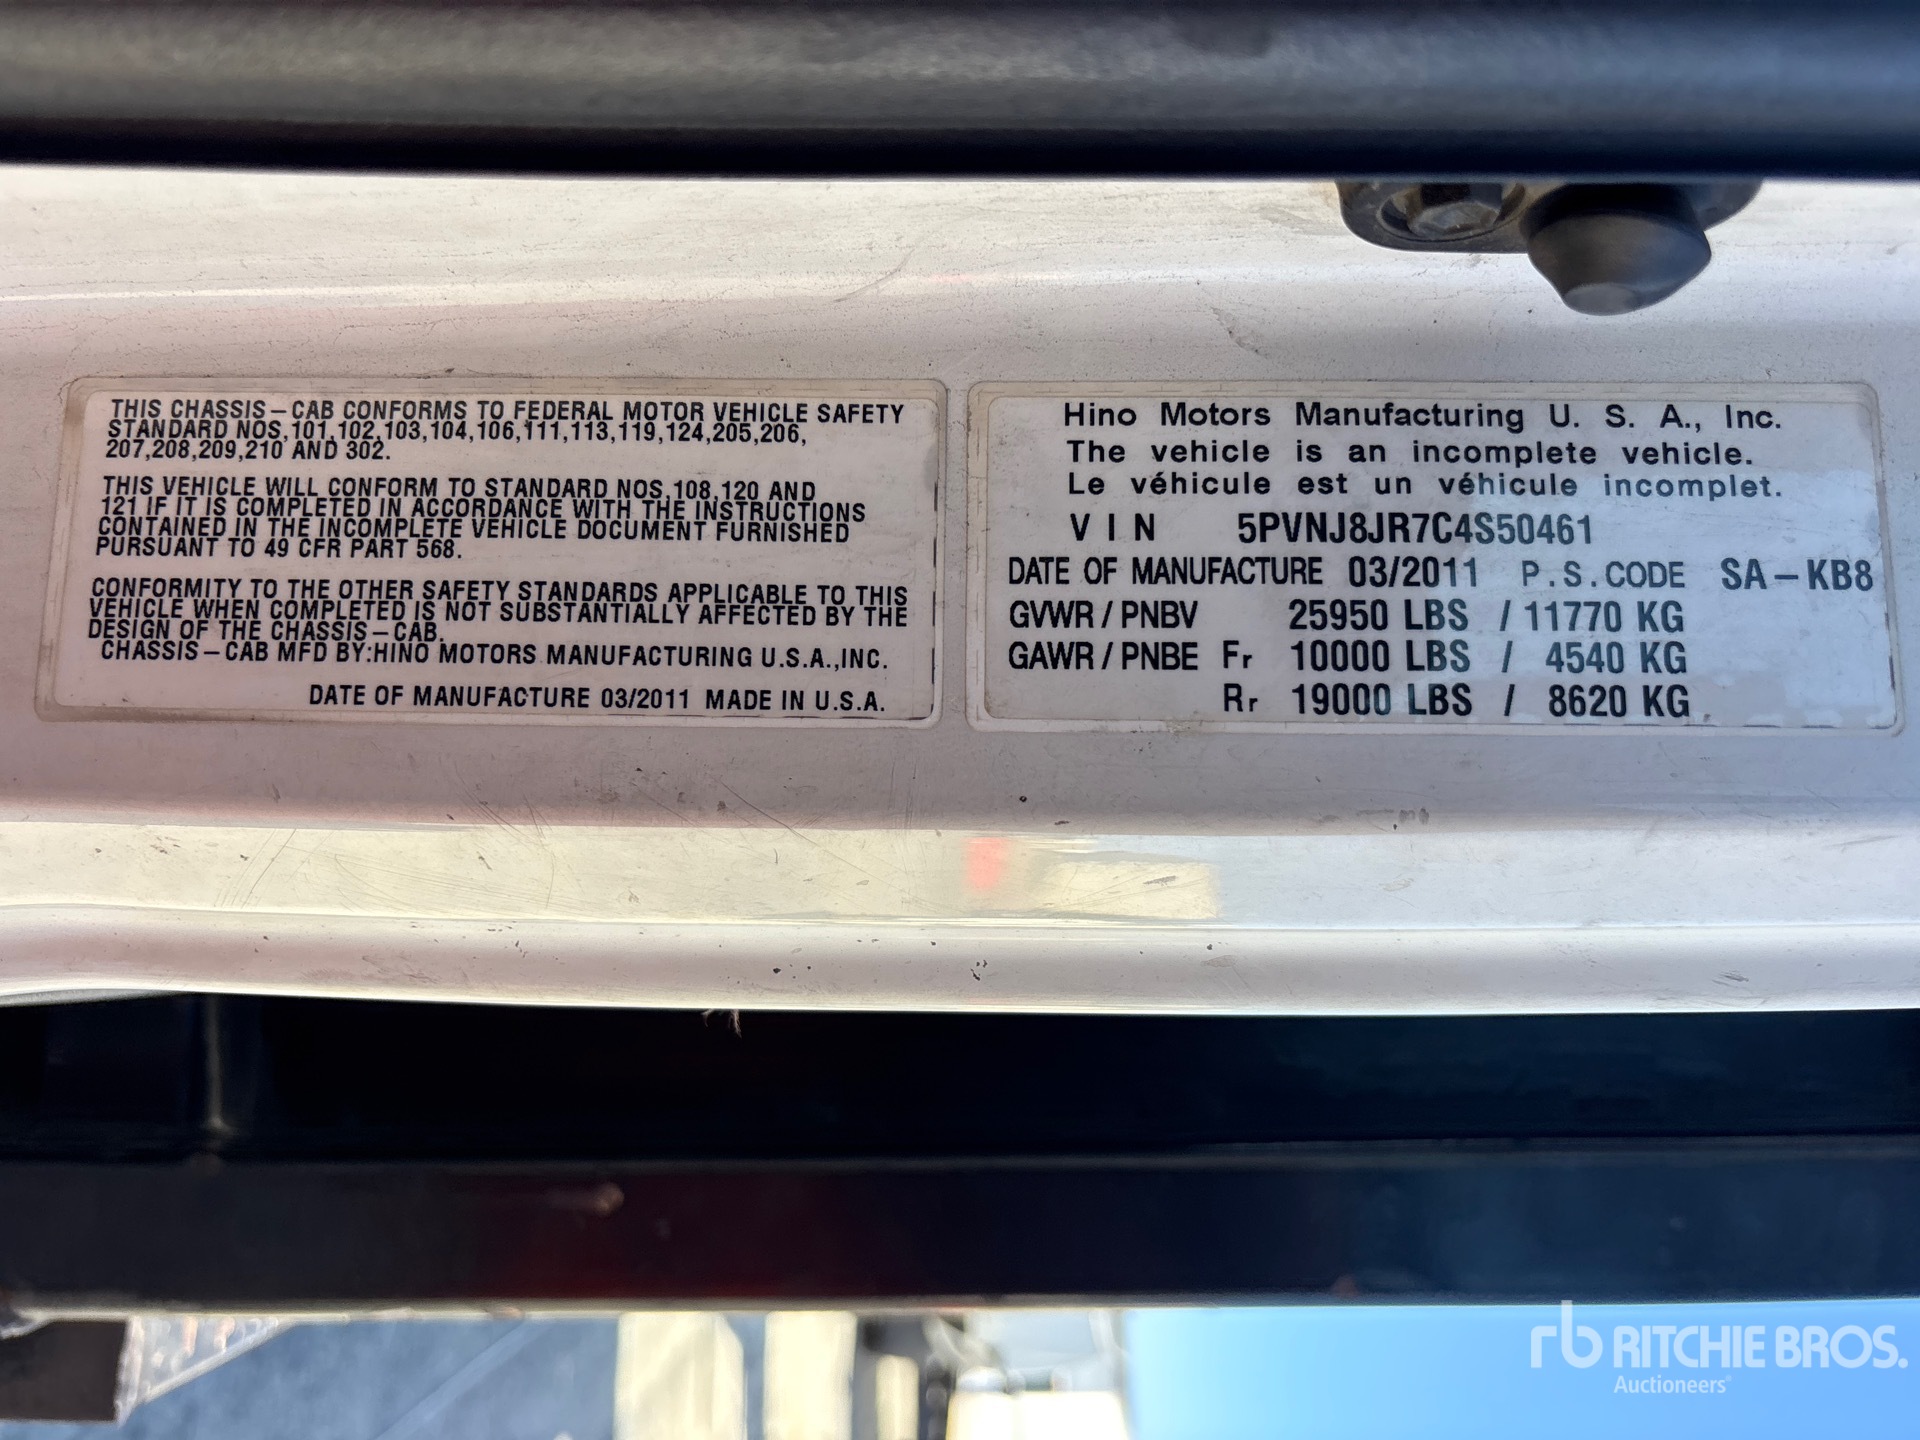 THIS CHASSIS-CAB CONFORMS TO FEDERAL MOTOR VEHICLE SAFETY
STANDARD NOS,101,102,103,104,106,111,113,119,124,205,206,
207,208,209,210 AND 302.
THIS VEHICLE WILL CONFORM TO STANDARD NOS,108,120 AND
121 IF IT IS COMPLETED IN ACCORDANCE WITH THE INSTRUCTIONS
CONTAINED IN THE INCOMPLETE VEHICLE DOCUMENT FURNISHED
PURSUANT TO 49 CFR PART 568.
CONFORMITY TO THE OTHER SAFETY STANDARDS APPLICABLE TO THIS
VEHICLE WHEN COMPLETED IS NOT SUBSTANTIALLY AFFECTED BY THE
DESIGN OF THE CHASSIS-CAB.
CHASSIS-CAB MFD BY:HINO MOTORS MANUFACTURING U.S.A.,INC.
DATE OF MANUFACTURE 03/2011 MADE IN U.S.A.
Hino Motors Manufacturing U. S. A., Inc.
The vehicle is an incomplete vehicle.
Le véhicule est un véhicule incomplet.
VIN 5PVNJ8JR7C4S50461
DATE OF MANUFACTURE 03/2011 P.S.CODE SA-KB8
GVWR/PNBV 25950 LBS / 11770 KG
GAWR/PNBE Fr 10000 LBS / 4540 KG
Rr 19000 LBS / 8620 KG
rb RITCHIE BROS.
Auctioneers